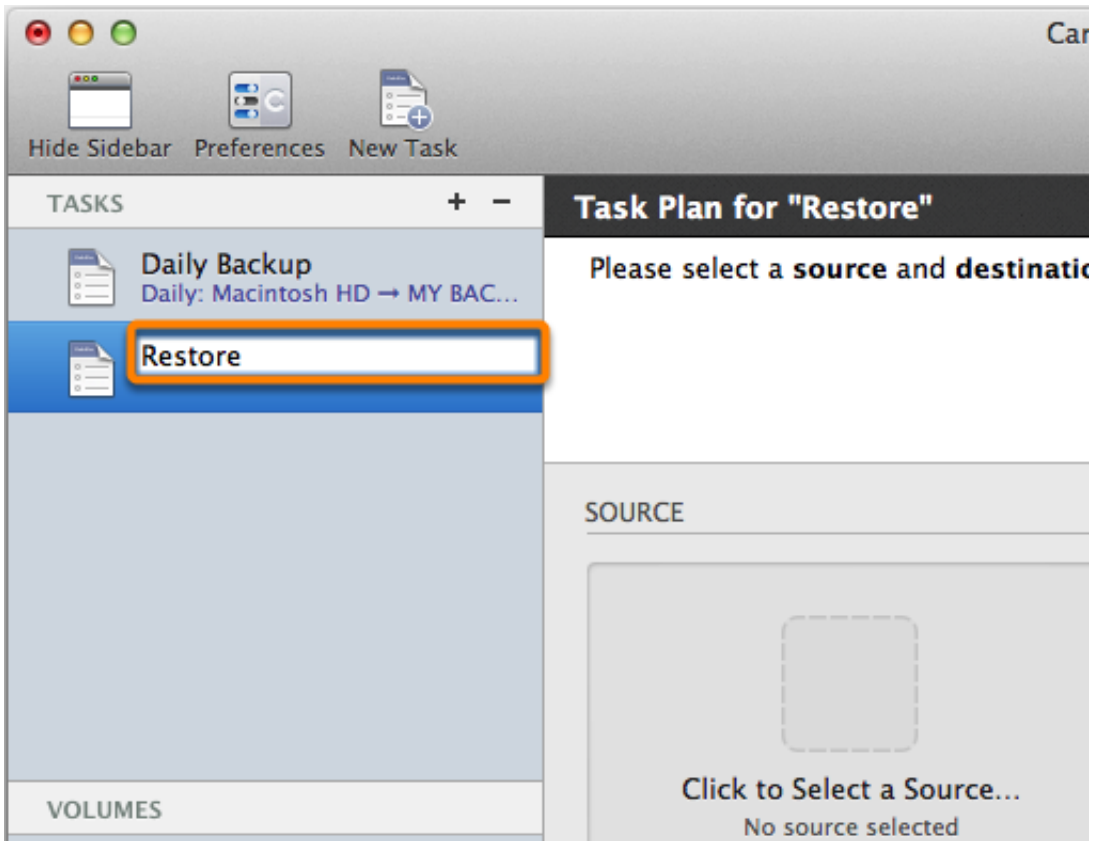 Car
Hide Sidebar Preferences New Task
TASKS + −
Task Plan for "Restore"
Daily Backup
Daily: Macintosh HD → MY BAC...
Please select a source and destinatio
Restore
SOURCE
Click to Select a Source...
No source selected
VOLUMES